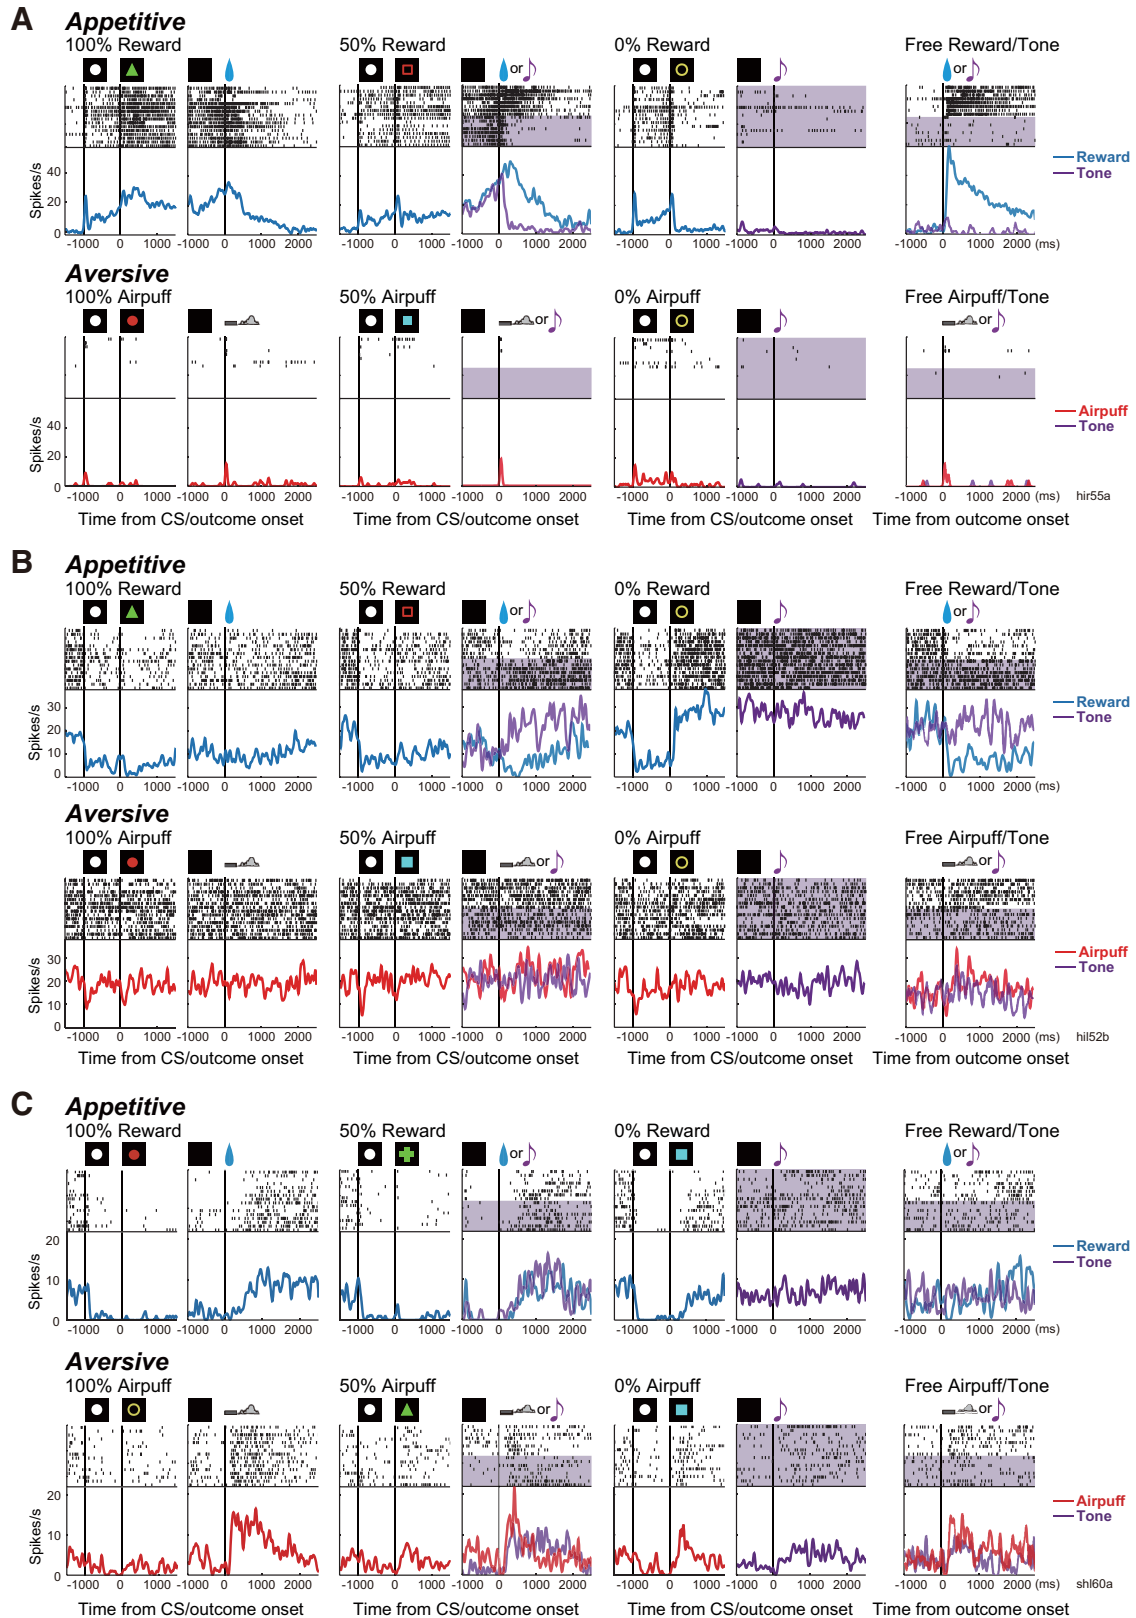 A
Appetitive
100% Reward 50% Reward 0% Reward Free Reward/Tone
or or
Spikes/s
40
20
0
Reward
Tone
-1000 0 1000 -1000 0 1000 2000 -1000 0 1000 -1000 0 1000 2000 -1000 0 1000 -1000 0 1000 2000 -1000 0 1000 2000 (ms)
Aversive
100% Airpuff 50% Airpuff 0% Airpuff Free Airpuff/Tone
or or
Spikes/s
40
20
0
Airpuff
Tone
-1000 0 1000 -1000 0 1000 2000 -1000 0 1000 -1000 0 1000 2000 -1000 0 1000 -1000 0 1000 2000 -1000 0 1000 2000 (ms) hir55a
Time from CS/outcome onset Time from CS/outcome onset Time from CS/outcome onset Time from outcome onset
B
Appetitive
100% Reward 50% Reward 0% Reward Free Reward/Tone
or or
Spikes/s
30
20
10
0
Reward
Tone
-1000 0 1000 -1000 0 1000 2000 -1000 0 1000 -1000 0 1000 2000 -1000 0 1000 -1000 0 1000 2000 -1000 0 1000 2000 (ms)
Aversive
100% Airpuff 50% Airpuff 0% Airpuff Free Airpuff/Tone
or or
Spikes/s
30
20
10
0
Airpuff
Tone
-1000 0 1000 -1000 0 1000 2000 -1000 0 1000 -1000 0 1000 2000 -1000 0 1000 -1000 0 1000 2000 -1000 0 1000 2000 (ms) hil52b
Time from CS/outcome onset Time from CS/outcome onset Time from CS/outcome onset Time from outcome onset
C
Appetitive
100% Reward 50% Reward 0% Reward Free Reward/Tone
or or
Spikes/s
20
10
0
Reward
Tone
-1000 0 1000 -1000 0 1000 2000 -1000 0 1000 -1000 0 1000 2000 -1000 0 1000 -1000 0 1000 2000 -1000 0 1000 2000 (ms)
Aversive
100% Airpuff 50% Airpuff 0% Airpuff Free Airpuff/Tone
or or
Spikes/s
20
10
0
Airpuff
Tone
-1000 0 1000 -1000 0 1000 2000 -1000 0 1000 -1000 0 1000 2000 -1000 0 1000 -1000 0 1000 2000 -1000 0 1000 2000 (ms) shl60a
Time from CS/outcome onset Time from CS/outcome onset Time from CS/outcome onset Time from outcome onset